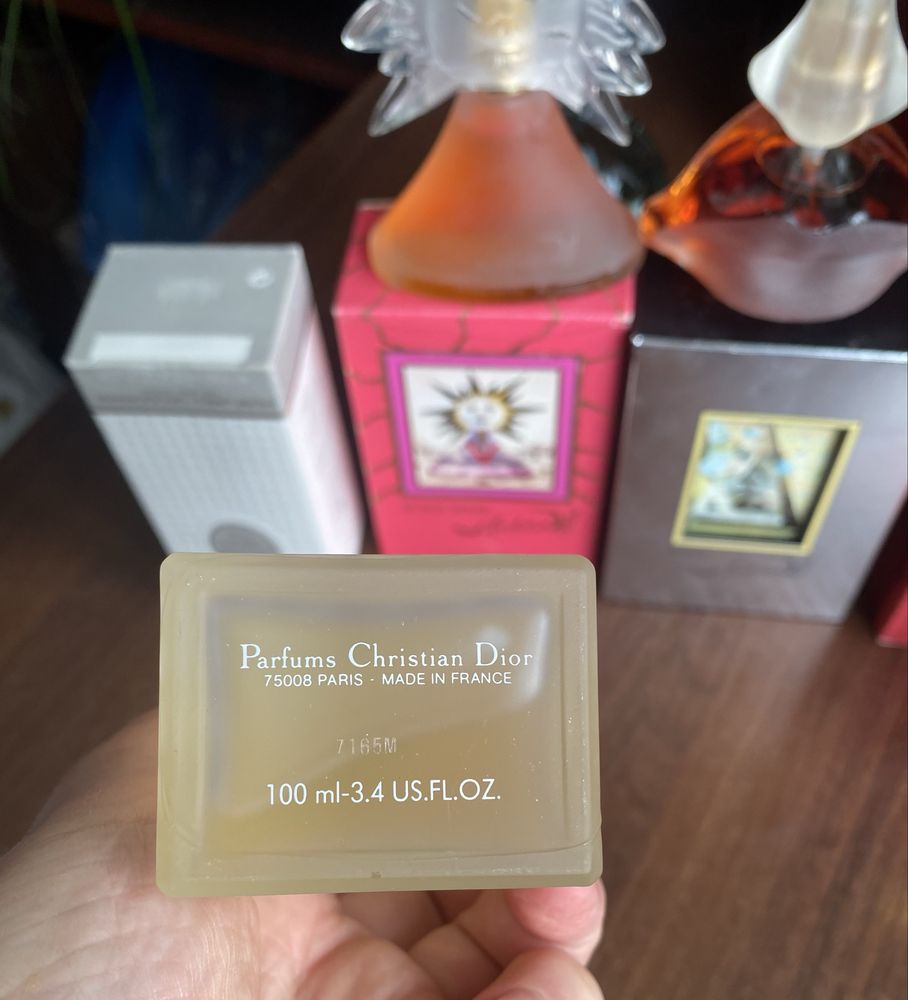 Parfums Christian Dior
75008 PARIS - MADE IN FRANCE
7165M
100 ml-3.4 US.FL.OZ.